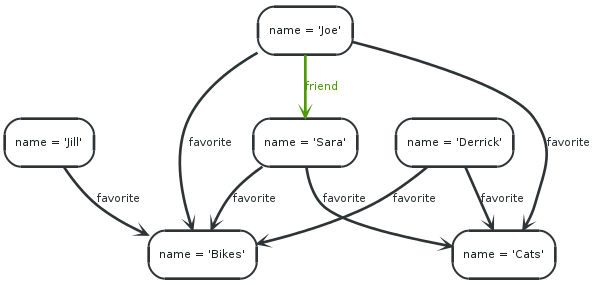 name = 'Joe'
friend
name = 'Jill'
favorite
name = 'Sara'
name = 'Derrick'
favorite
favorite
favorite
favorite
favorite
favorite
name = 'Bikes'
name = 'Cats'